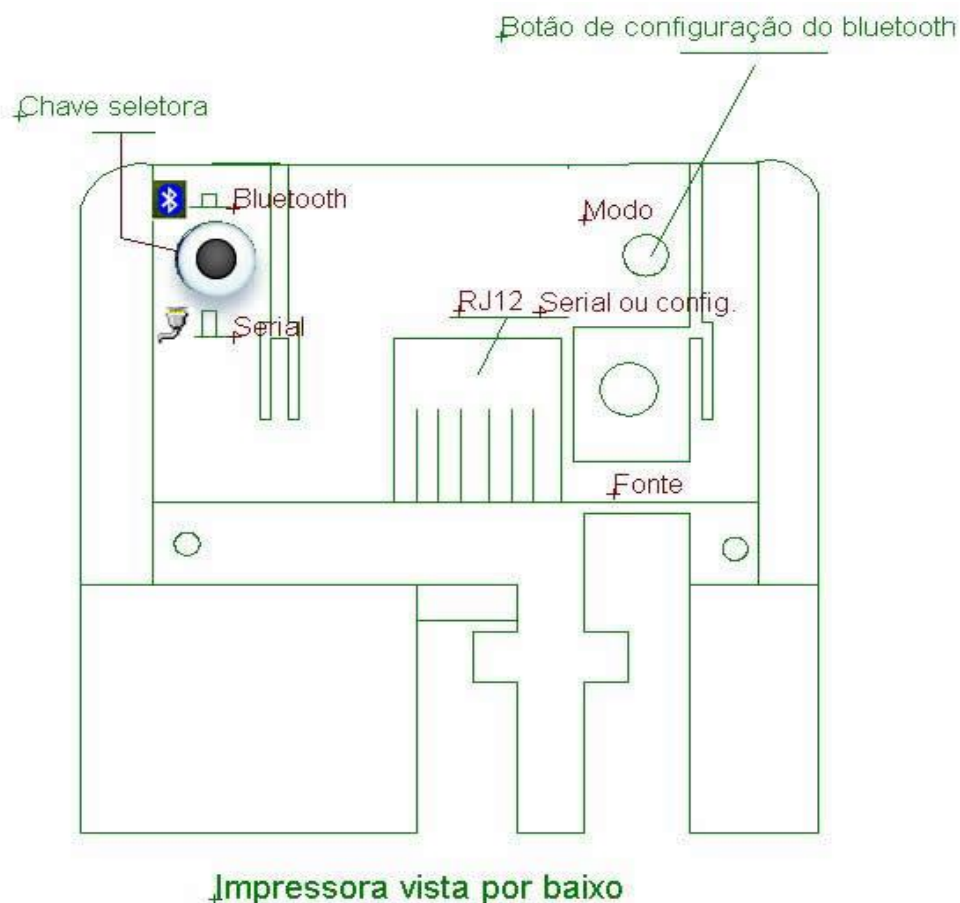 Botão de configuração do bluetooth
Chave seletora
Bluetooth
Modo
RJ12 Serial ou config.
Serial
Fonte
Impressora vista por baixo